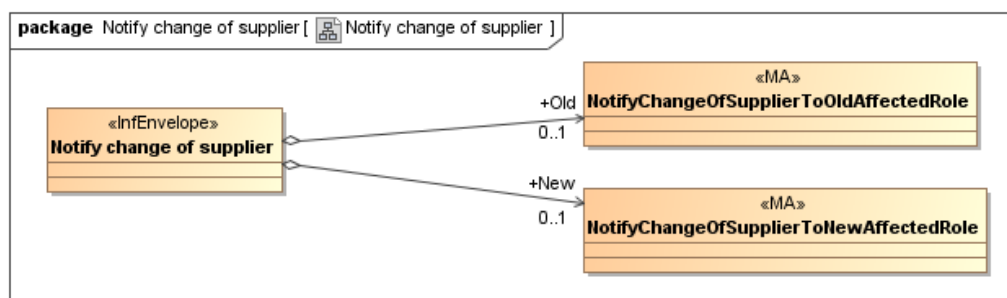 package Notify change of supplier [ Notify change of supplier ]
«MA»
NotifyChangeOfSupplierToOldAffectedRole
+Old
0..1
«InfEnvelope»
Notify change of supplier
+New
0..1
«MA»
NotifyChangeOfSupplierToNewAffectedRole